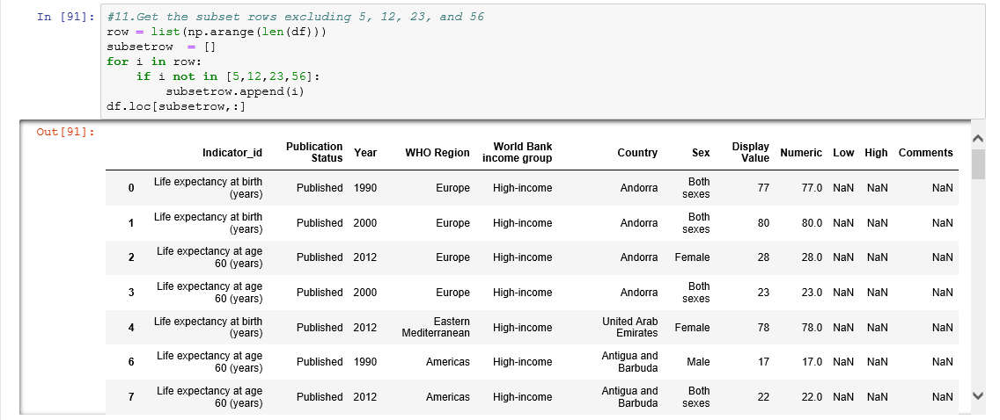 In [91]: #11.Get the subset rows excluding 5, 12, 23, and 56
row = list(np.arange(len(df)))
subsetrow  = []
for i in row:
    if i not in [5,12,23,56]:
        subsetrow.append(i)
df.loc[subsetrow,:]
Out[91]:
Indicator_id Publication Status Year WHO Region World Bank income group Country Sex Display Value Numeric Low High Comments
0 Life expectancy at birth (years) Published 1990 Europe High-income Andorra Both sexes 77 77.0 NaN NaN NaN
1 Life expectancy at birth (years) Published 2000 Europe High-income Andorra Both sexes 80 80.0 NaN NaN NaN
2 Life expectancy at age 60 (years) Published 2012 Europe High-income Andorra Female 28 28.0 NaN NaN NaN
3 Life expectancy at age 60 (years) Published 2000 Europe High-income Andorra Both sexes 23 23.0 NaN NaN NaN
4 Life expectancy at birth (years) Published 2012 Eastern Mediterranean High-income United Arab Emirates Female 78 78.0 NaN NaN NaN
6 Life expectancy at age 60 (years) Published 1990 Americas High-income Antigua and Barbuda Male 17 17.0 NaN NaN NaN
7 Life expectancy at age 60 (years) Published 2012 Americas High-income Antigua and Barbuda Both sexes 22 22.0 NaN NaN NaN